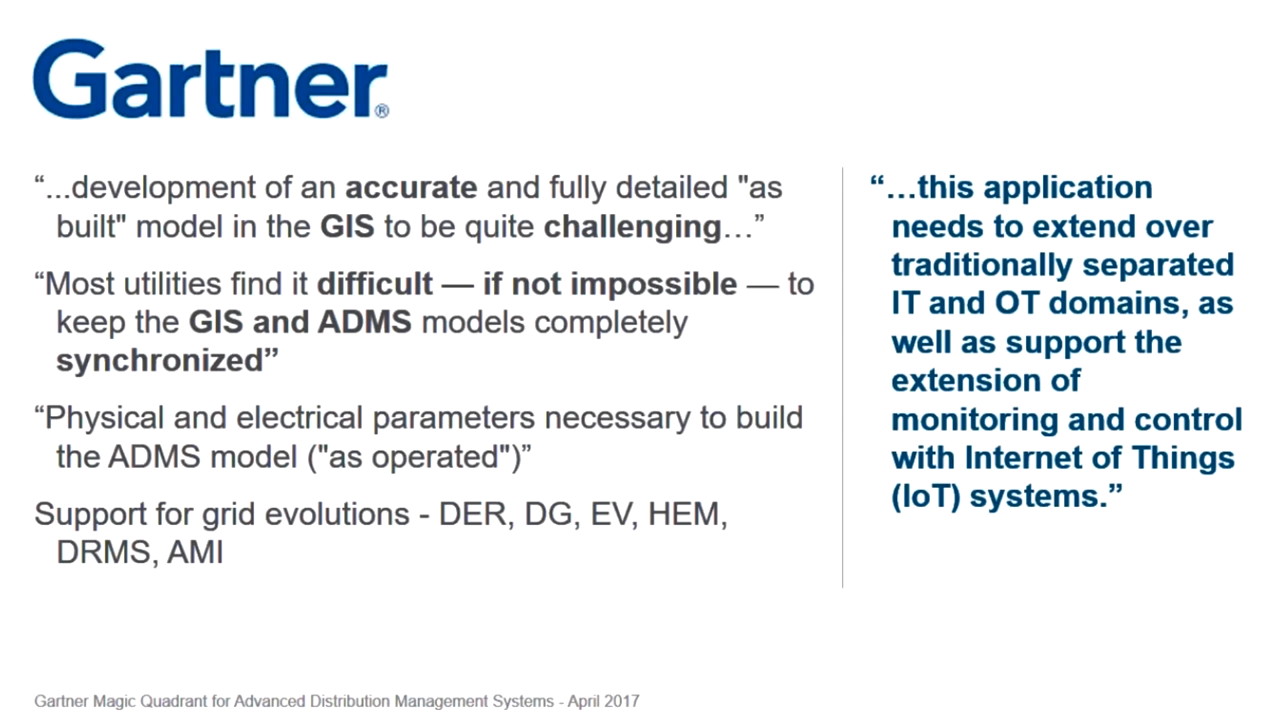 Gartner®
“...development of an accurate and fully detailed "as
built" model in the GIS to be quite challenging…”
“Most utilities find it difficult — if not impossible — to
keep the GIS and ADMS models completely
synchronized”
“Physical and electrical parameters necessary to build
the ADMS model ("as operated")”
Support for grid evolutions - DER, DG, EV, HEM,
DRMS, AMI
“…this application
needs to extend over
traditionally separated
IT and OT domains, as
well as support the
extension of
monitoring and control
with Internet of Things
(IoT) systems.”
Gartner Magic Quadrant for Advanced Distribution Management Systems - April 2017